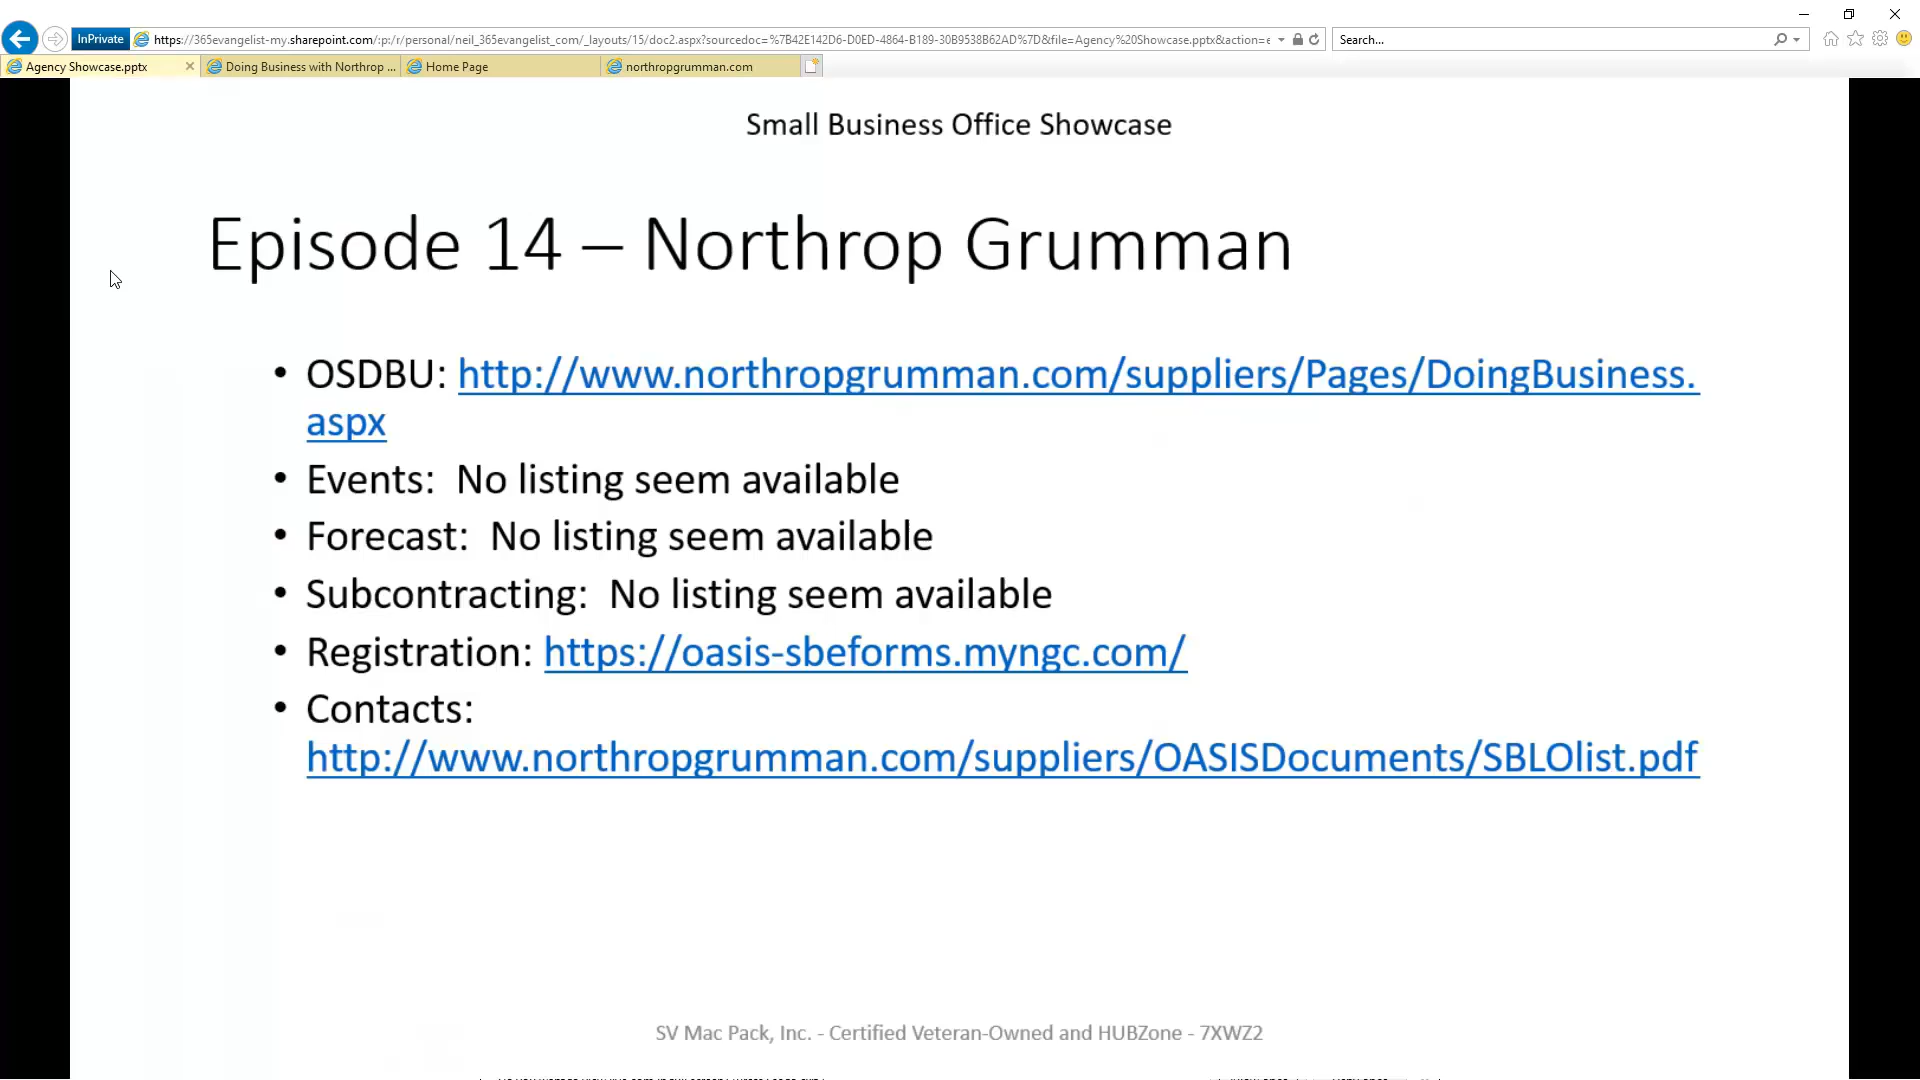 InPrivate
https://365evangelist-my.sharepoint.com/:p:/r/personal/neil_365evangelist_com/_layouts/15/doc2.aspx?sourcedoc=%7B42E142D6-D0ED-4864-B189-30B9538B62AD%7D&file=Agency%20Showcase.pptx&action=e
Search...
Agency Showcase.pptx
Doing Business with Northrop ...
Home Page
northropgrumman.com
Small Business Office Showcase
Episode 14 – Northrop Grumman
• OSDBU: http://www.northropgrumman.com/suppliers/Pages/DoingBusiness.
aspx
• Events: No listing seem available
• Forecast: No listing seem available
• Subcontracting: No listing seem available
• Registration: https://oasis-sbeforms.myngc.com/
• Contacts:
http://www.northropgrumman.com/suppliers/OASISDocuments/SBLOlist.pdf
SV Mac Pack, Inc. - Certified Veteran-Owned and HUBZone - 7XWZ2